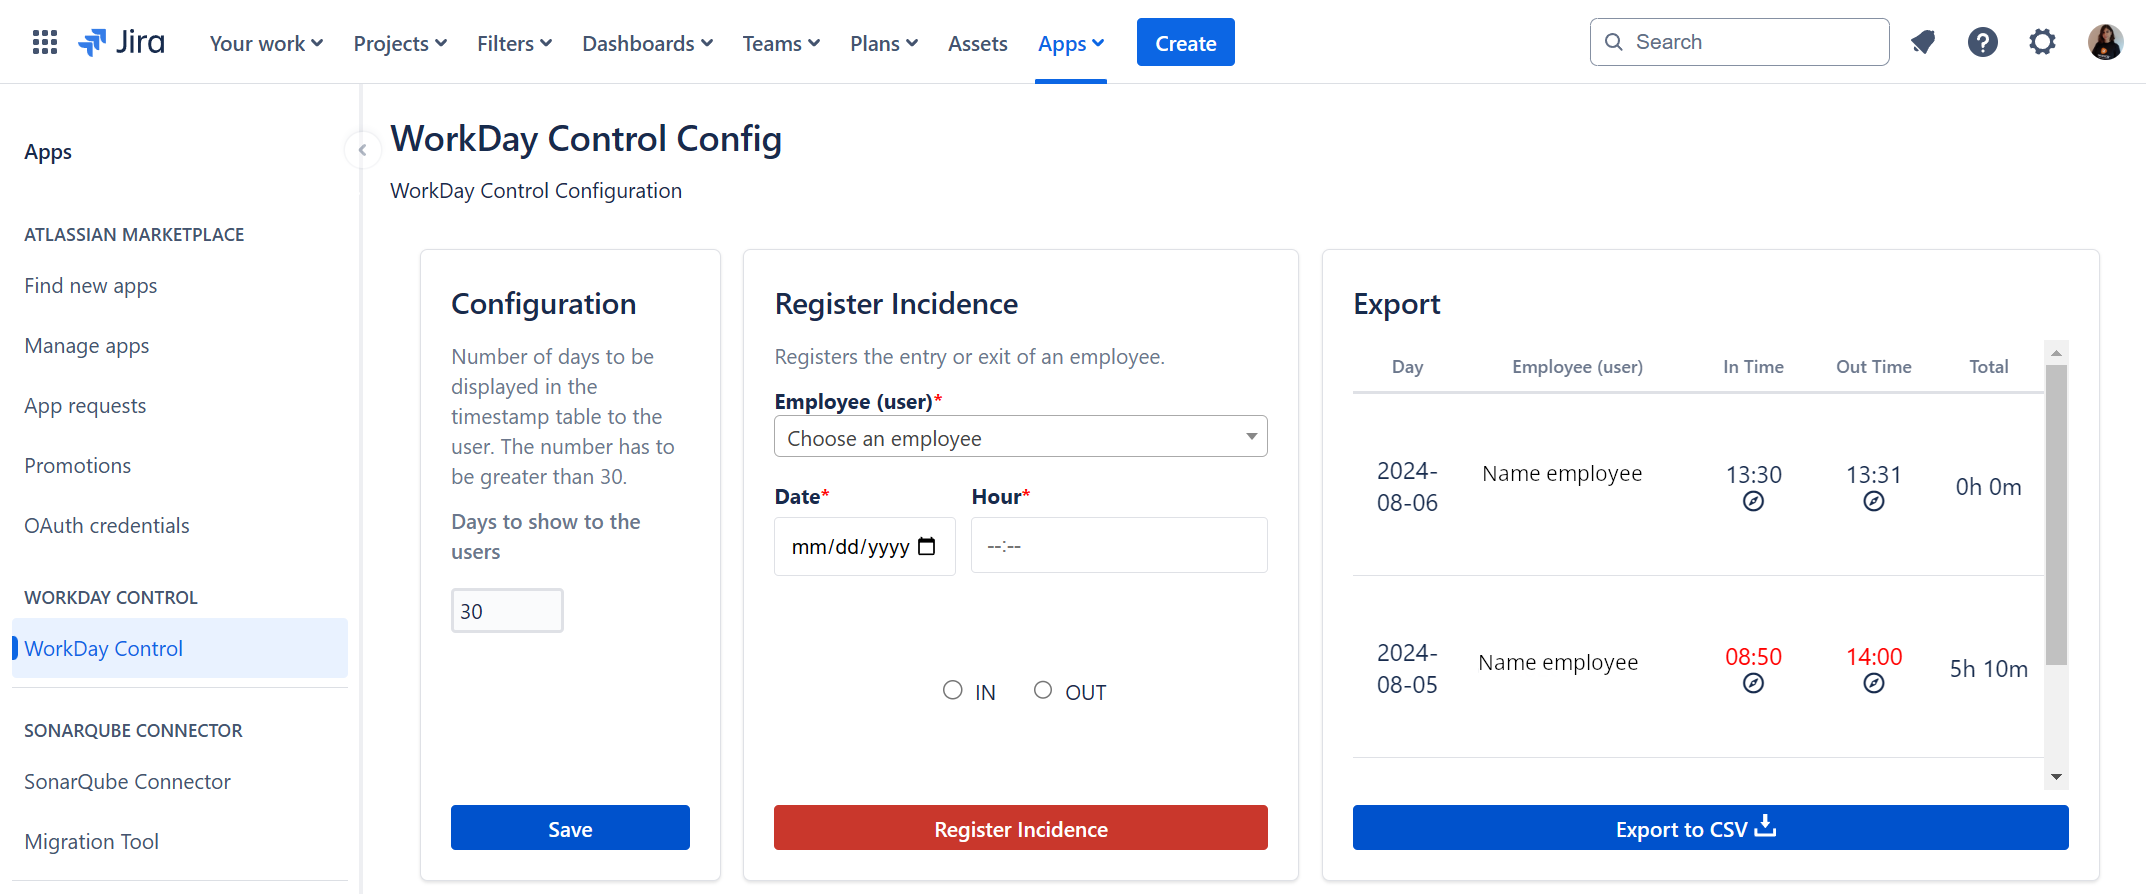 Jira
Your work
Projects
Filters
Dashboards
Teams
Plans
Assets
Apps
Create
Search
Apps
ATLASSIAN MARKETPLACE
Find new apps
Manage apps
App requests
Promotions
OAuth credentials
WORKDAY CONTROL
WorkDay Control
SONARQUBE CONNECTOR
SonarQube Connector
Migration Tool
WorkDay Control Config
WorkDay Control Configuration
Configuration
Number of days to be
displayed in the
timestamp table to the
user. The number has to
be greater than 30.
Days to show to the
users
30
Save
Register Incidence
Registers the entry or exit of an employee.
Employee (user)*
Choose an employee
Date*
Hour*
mm/dd/yyyy
--:--
IN
OUT
Register Incidence
Export
Day Employee (user) In Time Out Time Total
2024-
08-06
Name employee
13:30
13:31
0h 0m
2024-
08-05
Name employee
08:50
14:00
5h 10m
Export to CSV